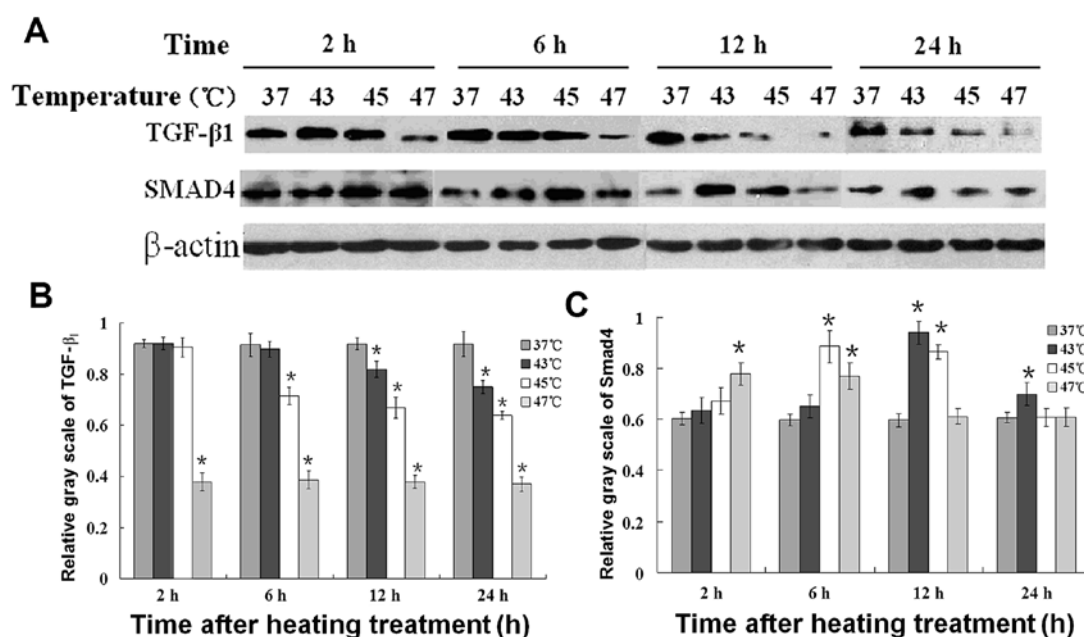 A
Time 2 h 6 h 12 h 24 h
Temperature (℃) 37 43 45 47 37 43 45 47 37 43 45 47 37 43 45 47
TGF-β1
SMAD4
β-actin
B
Relative gray scale of TGF-β₁
1
0.8
0.6
0.4
0.2
0
* * * * * * * * *
37℃
43℃
45℃
47℃
2 h 6 h 12 h 24 h
Time after heating treatment (h)
C
Relative gray scale of Smad4
1
0.8
0.6
0.4
0.2
0
* * * * * *
37℃
43℃
45℃
47℃
2 h 6 h 12 h 24 h
Time after heating treatment (h)